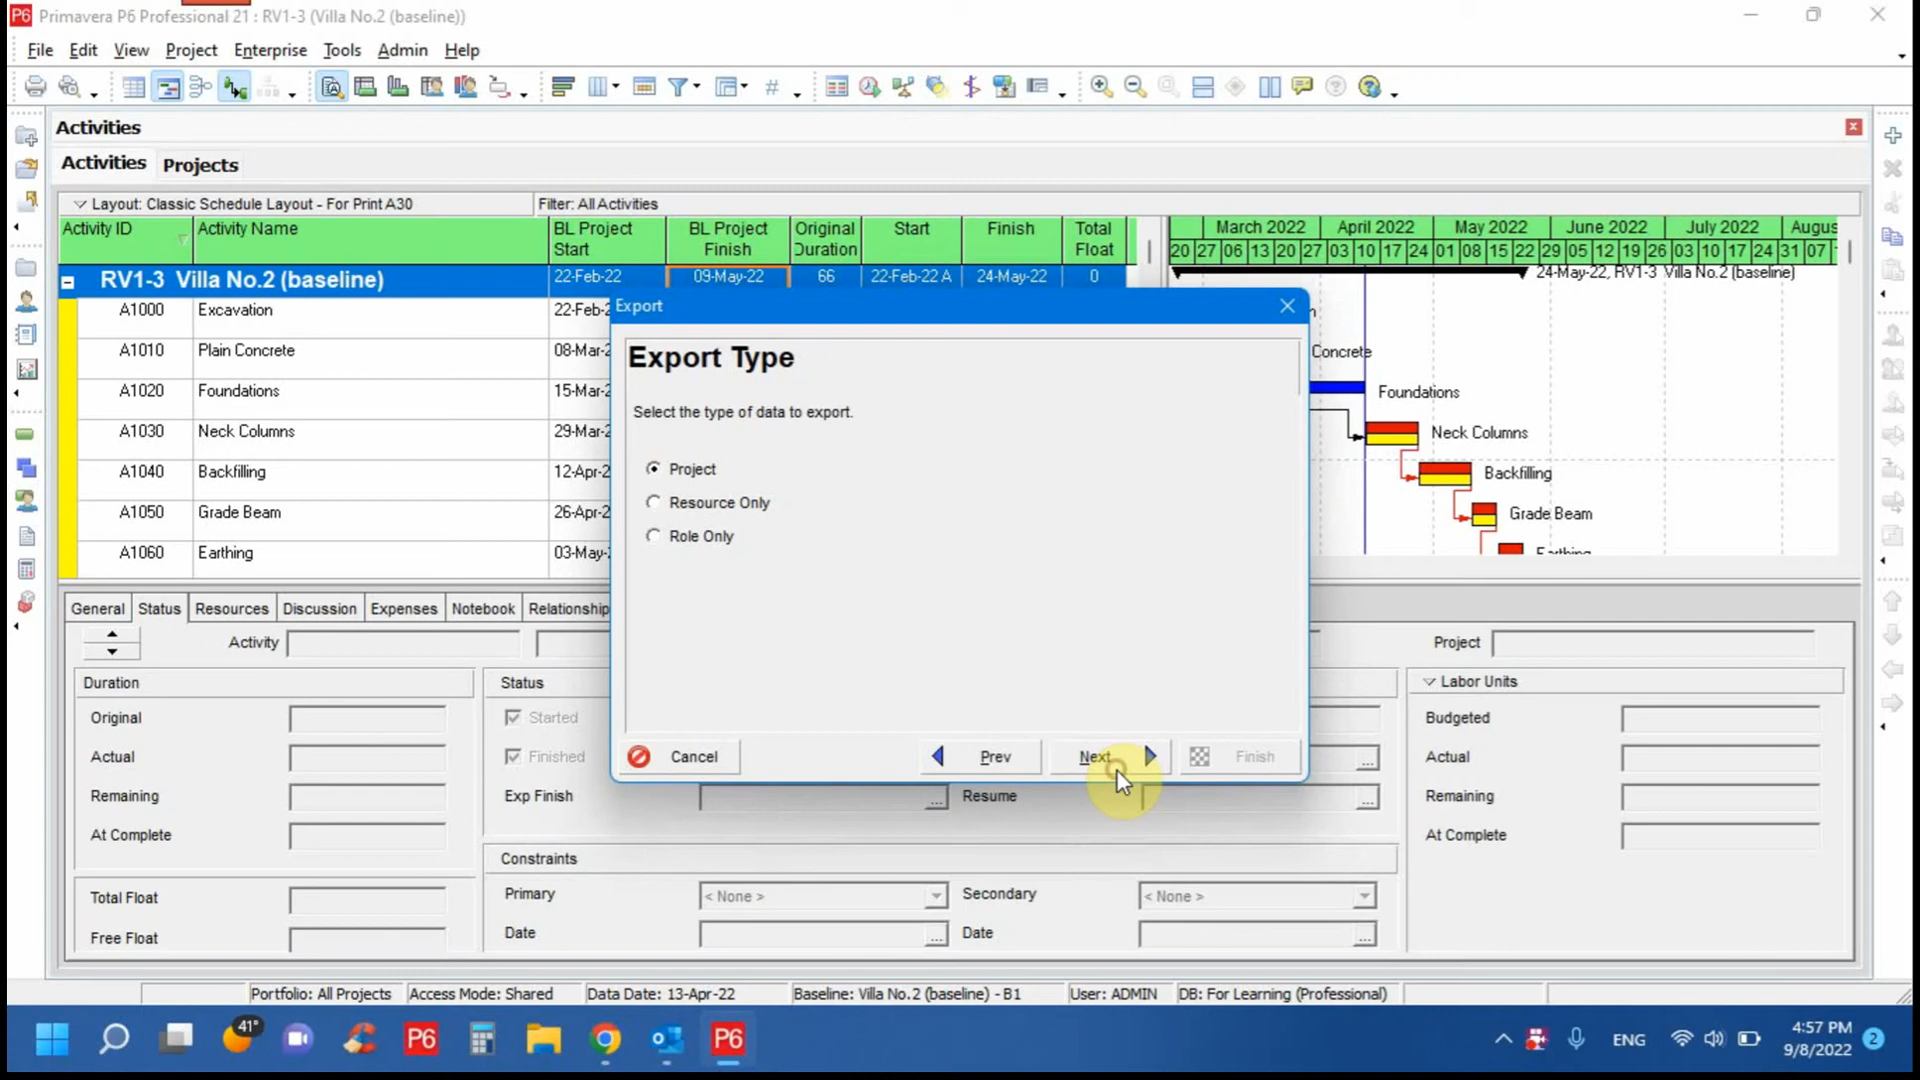 P6 Primavera P6 Professional 21 : RV1-3 (Villa No.2 (baseline))
File Edit View Project Enterprise Tools Admin Help
Activities
Activities Projects
Layout: Classic Schedule Layout - For Print A30 Filter: All Activities
Activity ID Activity Name BL Project Start BL Project Finish Original Duration Start Finish Total Float March 2022 April 2022 May 2022 June 2022 July 2022 Augus
20 27 06 13 20 27 03 10 17 24 01 08 15 22 29 05 12 19 26 03 10 17 24 31 07
RV1-3 Villa No.2 (baseline) 22-Feb-22 09-May-22 66 22-Feb-22 A 24-May-22 0 24-May-22, RV1-3 Villa No.2 (baseline)
A1000 Excavation 22-Feb-2 n
A1010 Plain Concrete 08-Mar-2 Concrete
A1020 Foundations 15-Mar-2 Foundations
A1030 Neck Columns 29-Mar-2 Neck Columns
A1040 Backfilling 12-Apr-2 Backfilling
A1050 Grade Beam 26-Apr-2 Grade Beam
A1060 Earthing 03-May-2 Earthing
Export
Export Type
Select the type of data to export.
Project
Resource Only
Role Only
Cancel Prev Next Finish
General Status Resources Discussion Expenses Notebook Relationship
Activity Project
Duration Status Labor Units
Original Started Budgeted
Actual Finished ... Actual
Remaining Exp Finish ... Resume ... Remaining
At Complete At Complete
Constraints
Total Float Primary < None > Secondary < None >
Free Float Date ... Date ...
Portfolio: All Projects Access Mode: Shared Data Date: 13-Apr-22 Baseline: Villa No.2 (baseline) - B1 User: ADMIN DB: For Learning (Professional)
41° P6 P6 ENG 4:57 PM 2
9/8/2022